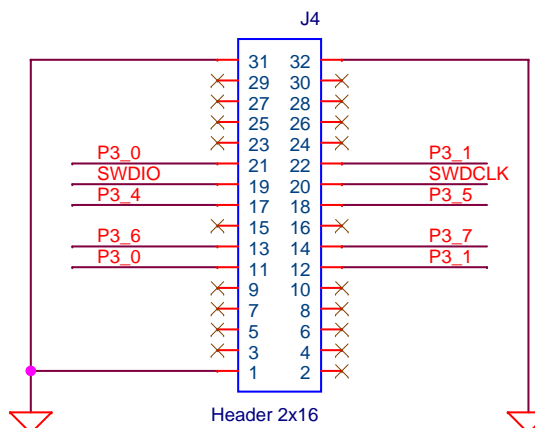 J4
31 32
29 30
27 28
25 26
23 24
P3_0 21 22 P3_1
SWDIO 19 20 SWDCLK
P3_4 17 18 P3_5
15 16
P3_6 13 14 P3_7
P3_0 11 12 P3_1
9 10
7 8
5 6
3 4
1 2
Header 2x16